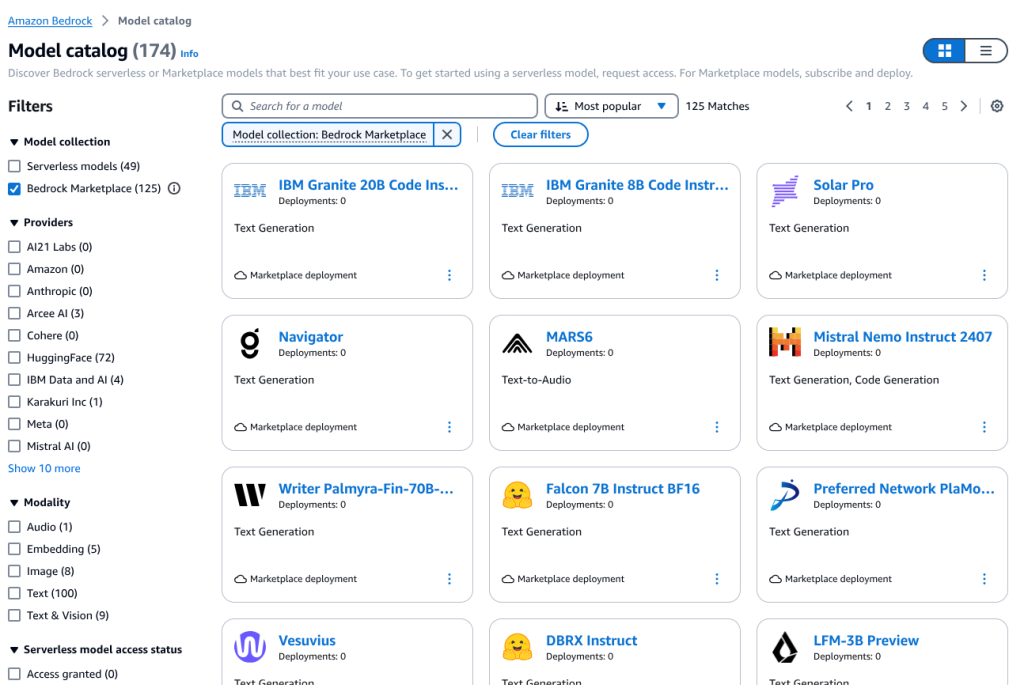 Amazon Bedrock > Model catalog
Model catalog (174) Info
Discover Bedrock serverless or Marketplace models that best fit your use case. To get started using a serverless model, request access. For Marketplace models, subscribe and deploy.
Filters
Model collection
Serverless models (49)
Bedrock Marketplace (125)
Providers
AI21 Labs (0)
Amazon (0)
Anthropic (0)
Arcee AI (3)
Cohere (0)
HuggingFace (72)
IBM Data and AI (4)
Karakuri Inc (1)
Meta (0)
Mistral AI (0)
Show 10 more
Modality
Audio (1)
Embedding (5)
Image (8)
Text (100)
Text & Vision (9)
Serverless model access status
Access granted (0)
Search for a model
Most popular
125 Matches
1 2 3 4 5
Model collection: Bedrock Marketplace
Clear filters
IBM
IBM Granite 20B Code Ins...
Deployments: 0
Text Generation
Marketplace deployment
IBM
IBM Granite 8B Code Instr...
Deployments: 0
Text Generation
Marketplace deployment
Solar Pro
Deployments: 0
Text Generation
Marketplace deployment
Navigator
Deployments: 0
Text Generation
Marketplace deployment
MARS6
Deployments: 0
Text-to-Audio
Marketplace deployment
Mistral Nemo Instruct 2407
Deployments: 0
Text Generation, Code Generation
Marketplace deployment
Writer Palmyra-Fin-70B-...
Deployments: 0
Text Generation
Marketplace deployment
Falcon 7B Instruct BF16
Deployments: 0
Text Generation
Marketplace deployment
Preferred Network PlaMo...
Deployments: 0
Text Generation
Marketplace deployment
Vesuvius
Deployments: 0
Text Generation
DBRX Instruct
Deployments: 0
Text Generation
LFM-3B Preview
Deployments: 0
Text Generation